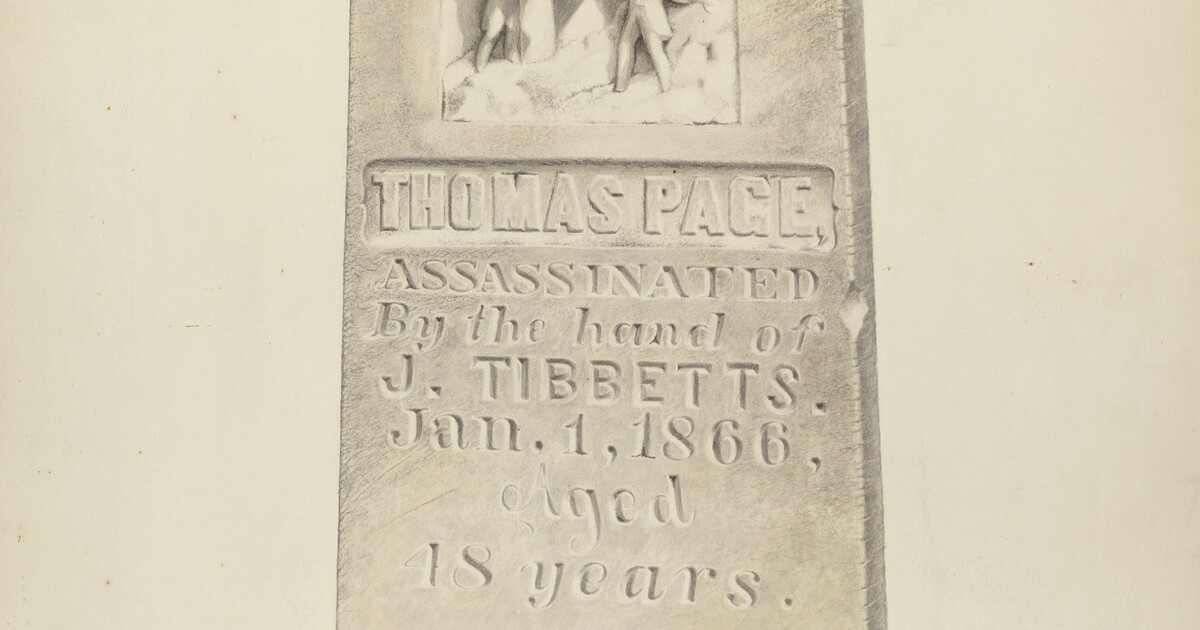 THOMAS PAGE,
ASSASSINATED
By the hand of
J. TIBBETTS.
Jan. 1, 1866,
Aged
48 years.